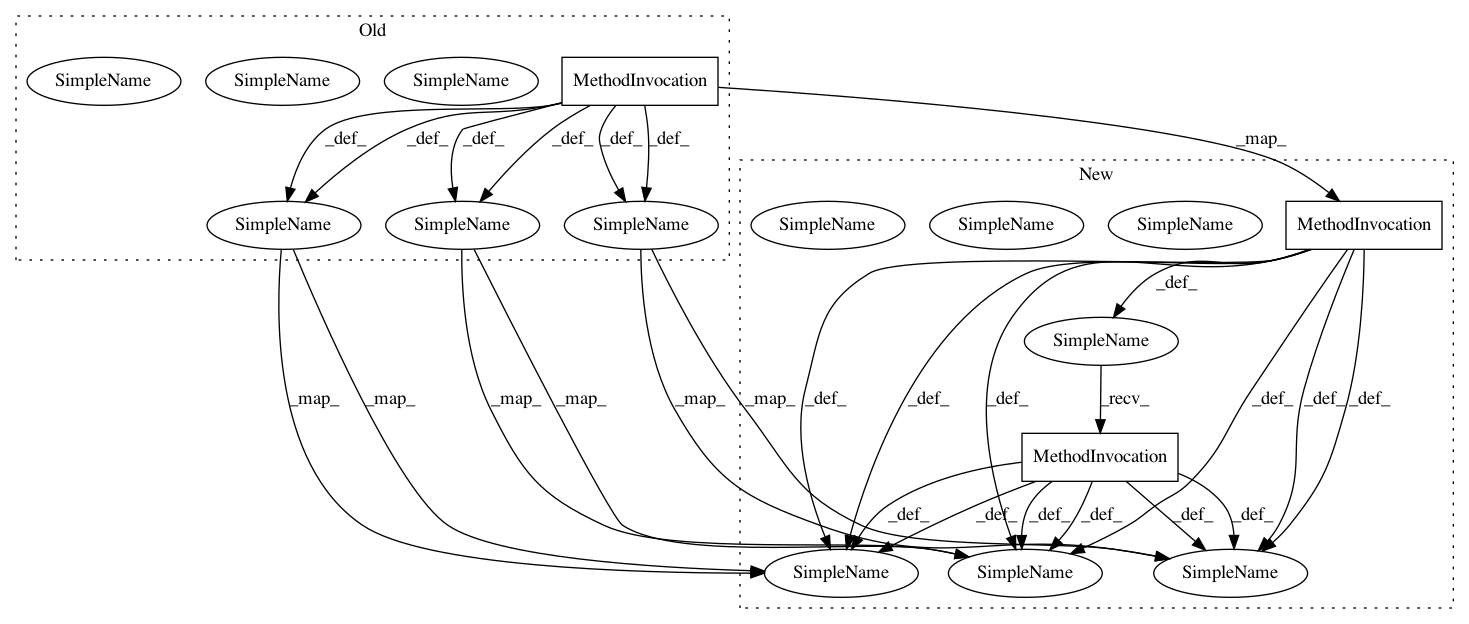 Old
SimpleName SimpleName SimpleName MethodInvocation
_def_ _def_ _def_ _def_ _def_ _def_ _map_
New
SimpleName SimpleName SimpleName SimpleName SimpleName SimpleName MethodInvocation
_def_
SimpleName
_map_ _map_ _map_ _map_ _map_ _map_ _def_ _def_ _def_ _recv_ _def_ _def_ _def_
MethodInvocation
_def_ _def_ _def_ _def_ _def_ _def_
SimpleName SimpleName SimpleName